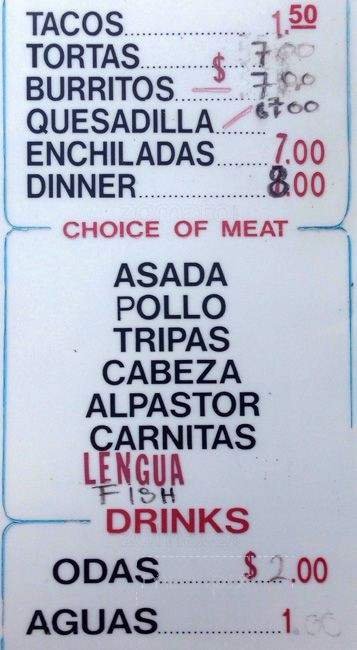 TACOS 1.50
TORTAS 7.00
BURRITOS $ 7.00
QUESADILLA 6.00
ENCHILADAS 7.00
DINNER 8.00
CHOICE OF MEAT
ASADA
POLLO
TRIPAS
CABEZA
ALPASTOR
CARNITAS
LENGUA
FISH
DRINKS
ODAS $ 2.00
AGUAS 1.